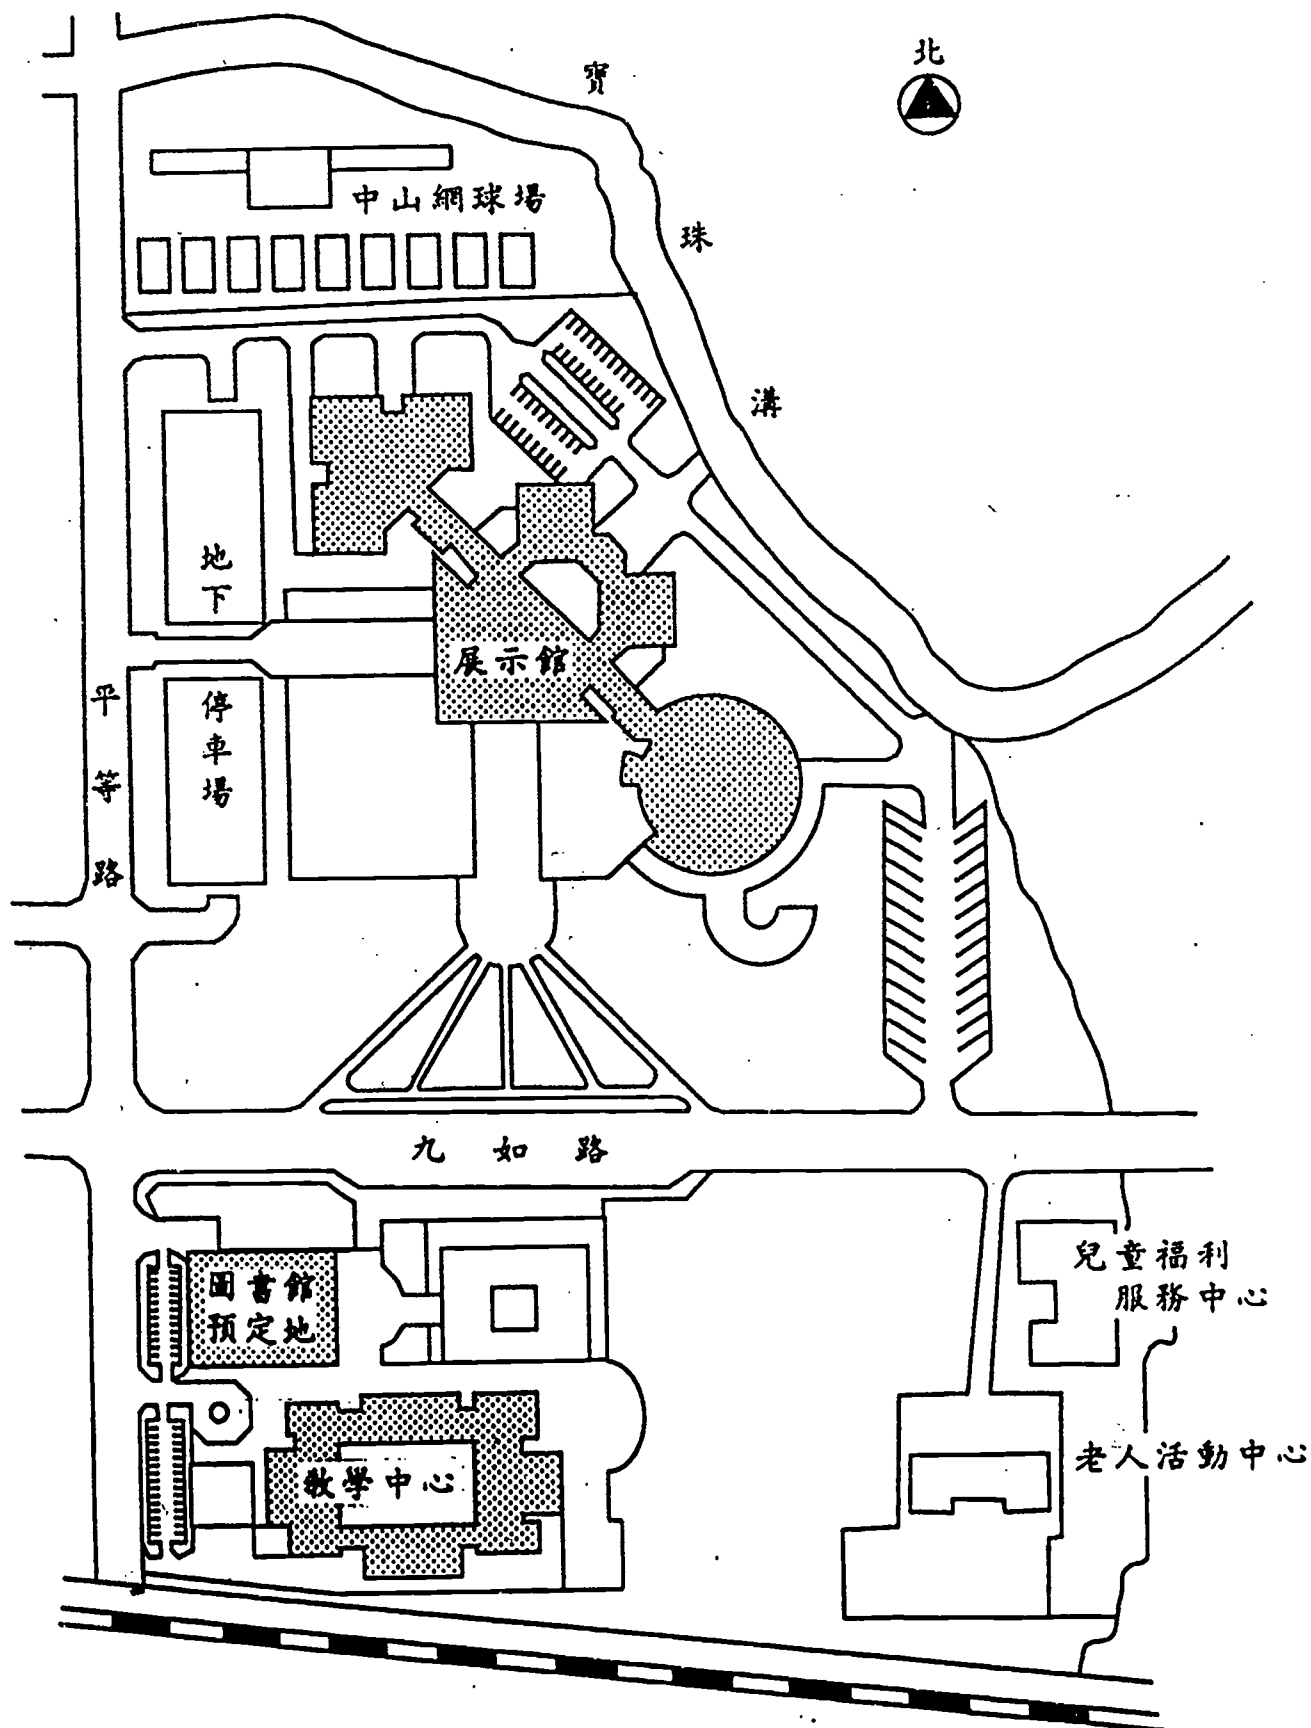 北
寶珠溝
中山網球場
地下停車場
展示館
平等路
九如路
圖書館
預定地
兒童福利
服務中心
教學中心
老人活動中心